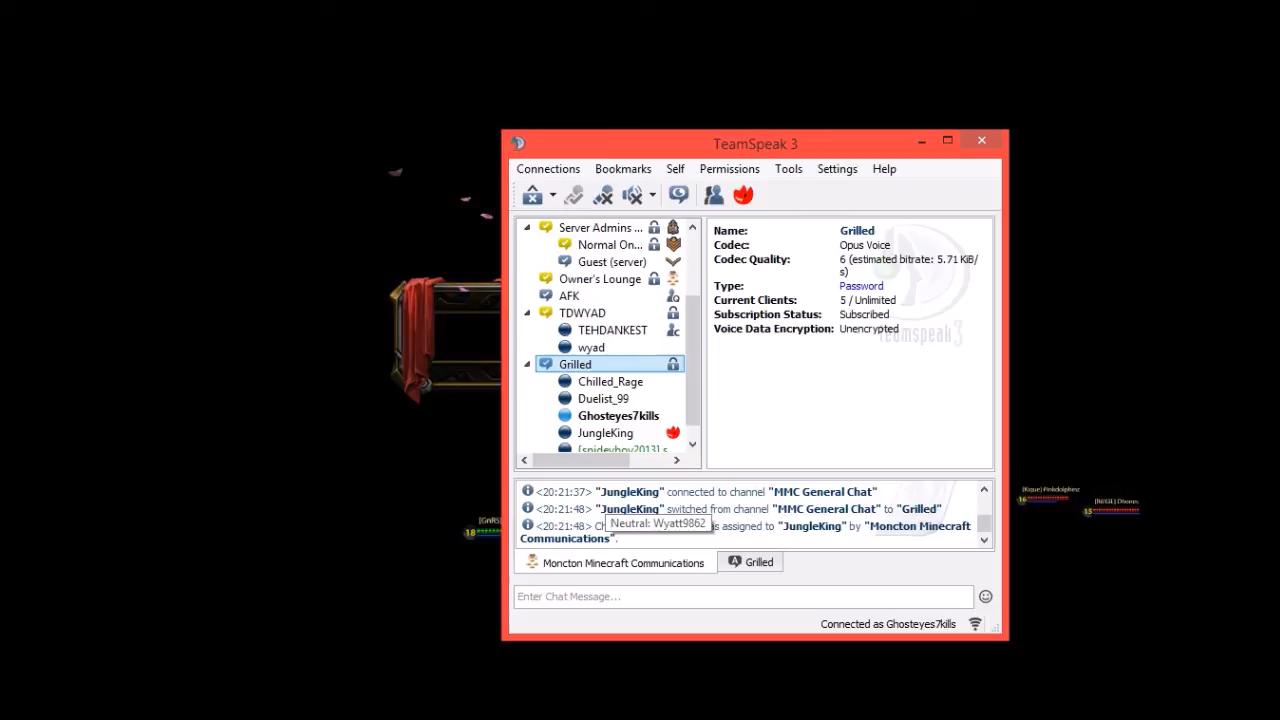 TeamSpeak 3
Connections Bookmarks Self Permissions Tools Settings Help
Server Admins ...
Normal On...
Guest (server)
Owner's Lounge
AFK
TDWYAD
TEHDANKEST
wyad
Grilled
Chilled_Rage
Duelist_99
Ghosteyes7kills
JungleKing
[spideyboy2013] s
Name: Grilled
Codec: Opus Voice
Codec Quality: 6 (estimated bitrate: 5.71 KiB/
s)
Type: Password
Current Clients: 5 / Unlimited
Subscription Status: Subscribed
Voice Data Encryption: Unencrypted
teamspeak 3
<20:21:37> "JungleKing" connected to channel "MMC General Chat"
<20:21:48> "JungleKing" switched from channel "MMC General Chat" to "Grilled"
Neutral: Wyatt9862
<20:21:48> C is assigned to "JungleKing" by "Moncton Minecraft
Communications".
Moncton Minecraft Communications
Grilled
Enter Chat Message...
Connected as Ghosteyes7kills
18
16
15